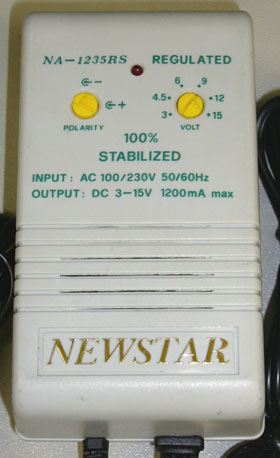 NA-1235RS REGULATED
6 9
4.5 12
3 15
POLARITY VOLT
100%
STABILIZED
INPUT: AC 100/230V 50/60Hz
OUTPUT: DC 3-15V 1200mA max
NEWSTAR